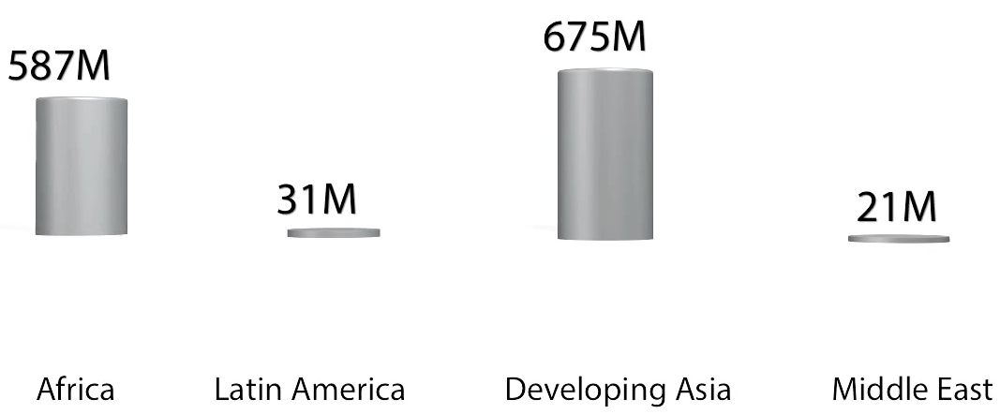 587M
31M
675M
21M
Africa
Latin America
Developing Asia
Middle East